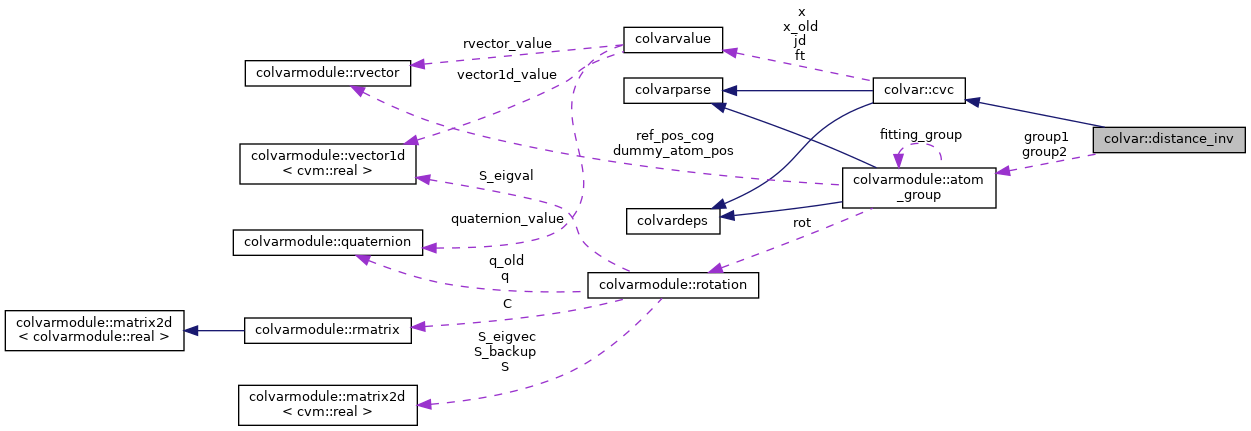 x
x_old
jd
ft
colvarvalue
rvector_value
colvarmodule::rvector
vector1d_value
colvarparse
colvar::cvc
colvar::distance_inv
ref_pos_cog
dummy_atom_pos
fitting_group
group1
group2
colvarmodule::vector1d
< cvm::real >
S_eigval
colvarmodule::atom
_group
quaternion_value
colvardeps
rot
colvarmodule::quaternion
q_old
q
colvarmodule::rotation
C
colvarmodule::matrix2d
< colvarmodule::real >
colvarmodule::rmatrix
S_eigvec
S_backup
S
colvarmodule::matrix2d
< cvm::real >